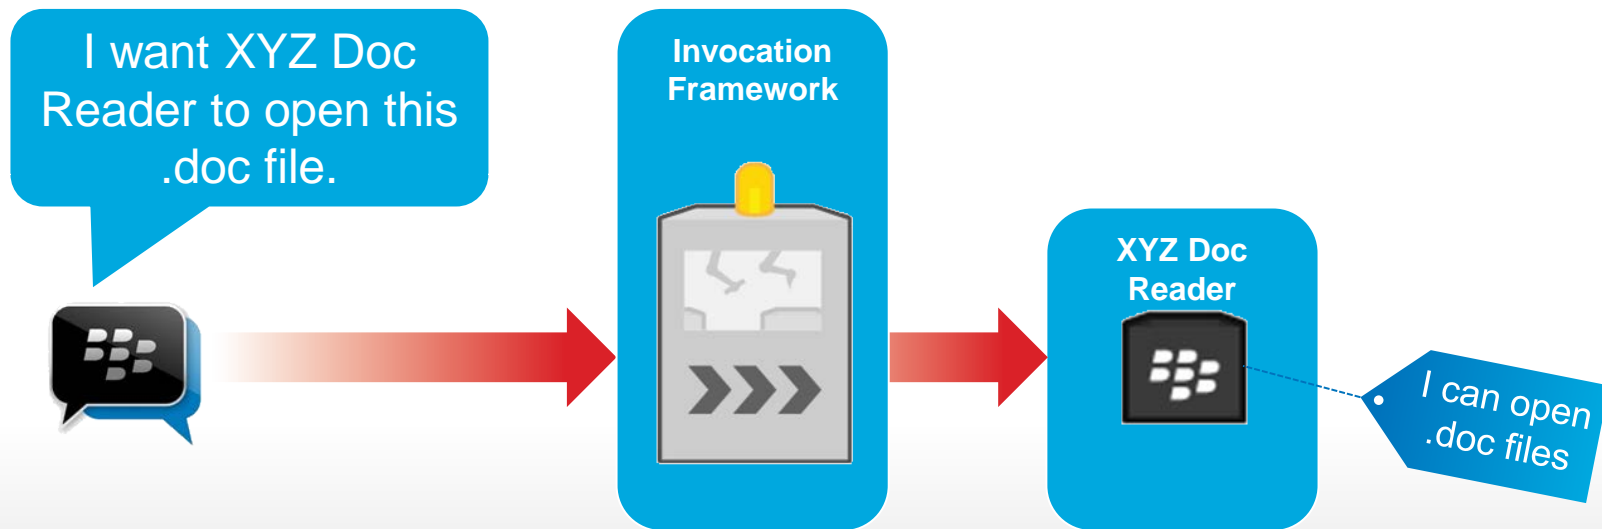 I want XYZ Doc
Reader to open this
.doc file.
Invocation
Framework
XYZ Doc
Reader
I can open
.doc files